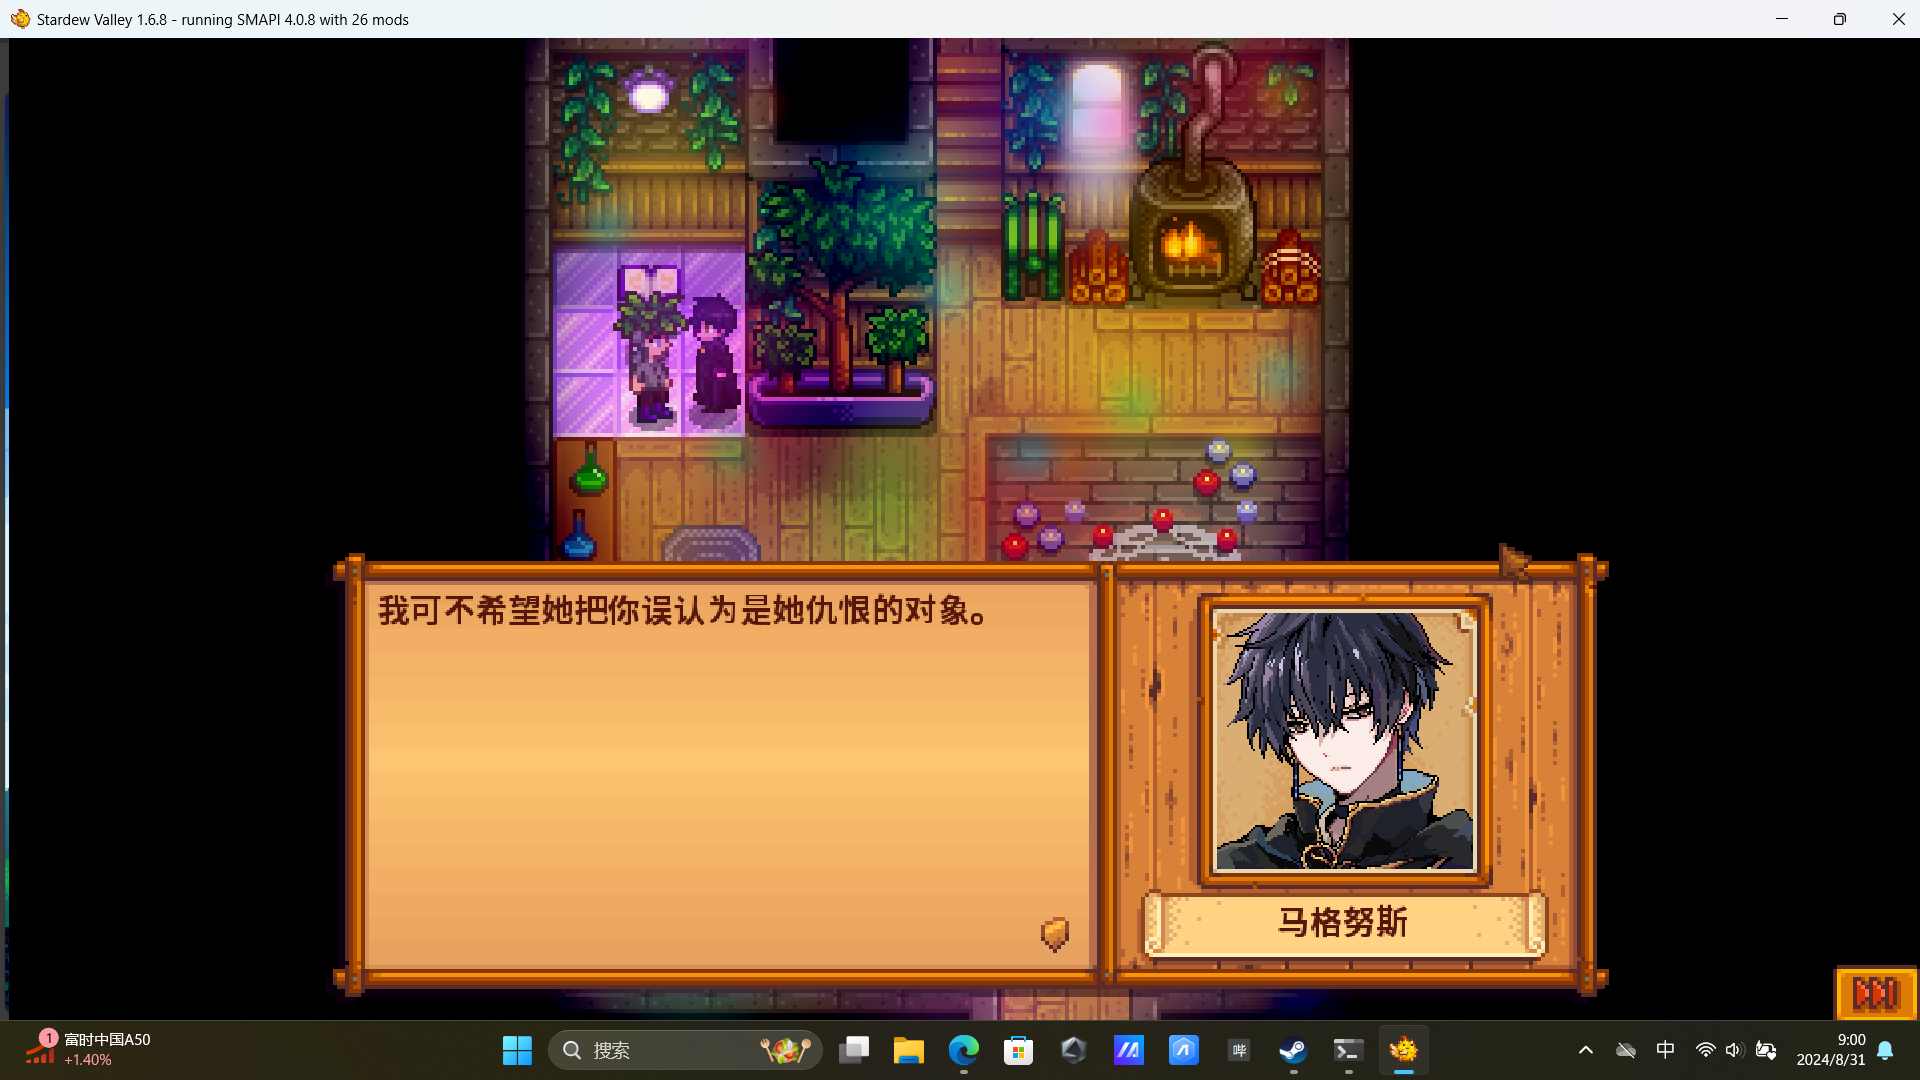 Stardew Valley 1.6.8 - running SMAPI 4.0.8 with 26 mods
我可不希望她把你误认为是她仇恨的对象。
马格努斯
1
富时中国A50
+1.40%
搜索
哔
中
9:00
2024/8/31